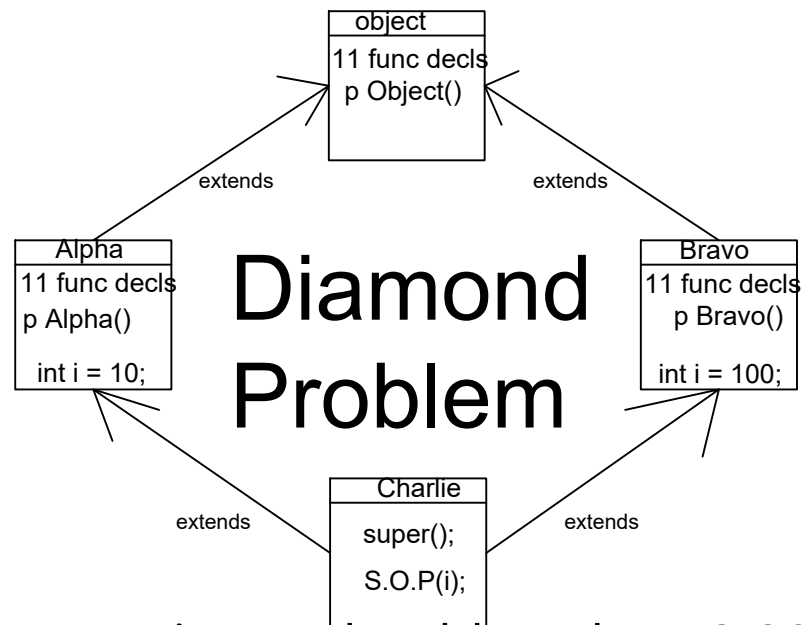 object
11 func decls
p Object()
extends
extends
Alpha
11 func decls
p Alpha()
int i = 10;
Diamond
Problem
Bravo
11 func decls
p Bravo()
int i = 100;
extends
extends
Charlie
super();
S.O.P(i);